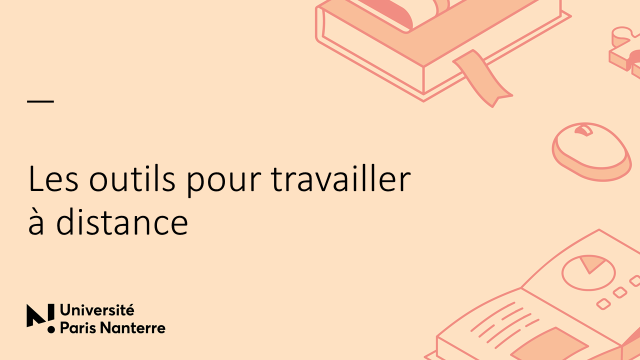 Les outils pour travailler
à distance
Université
Paris Nanterre